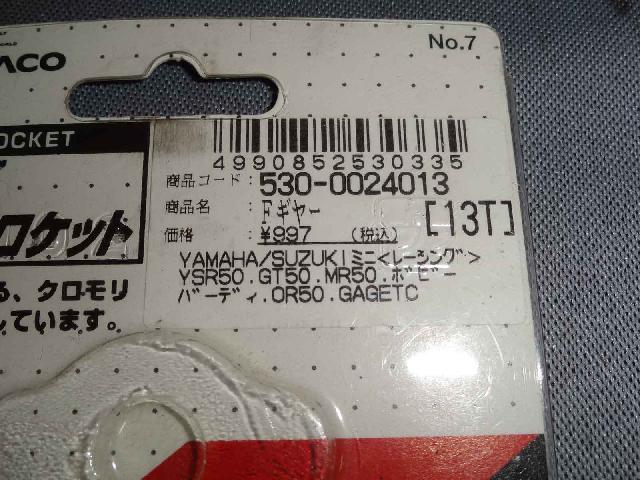 No.7
ACO
OCKET
4990852530335
商品コード : 530-0024013
商品名 : Fギヤー [13T]
価格 : ¥997 (税込)
YAMAHA/SUZUKIミニ<レーシング>
YSR50.GT50.MR50.ポピー
バーディ.OR50.GAGETC
ロケット
る、クロモリ
しています。